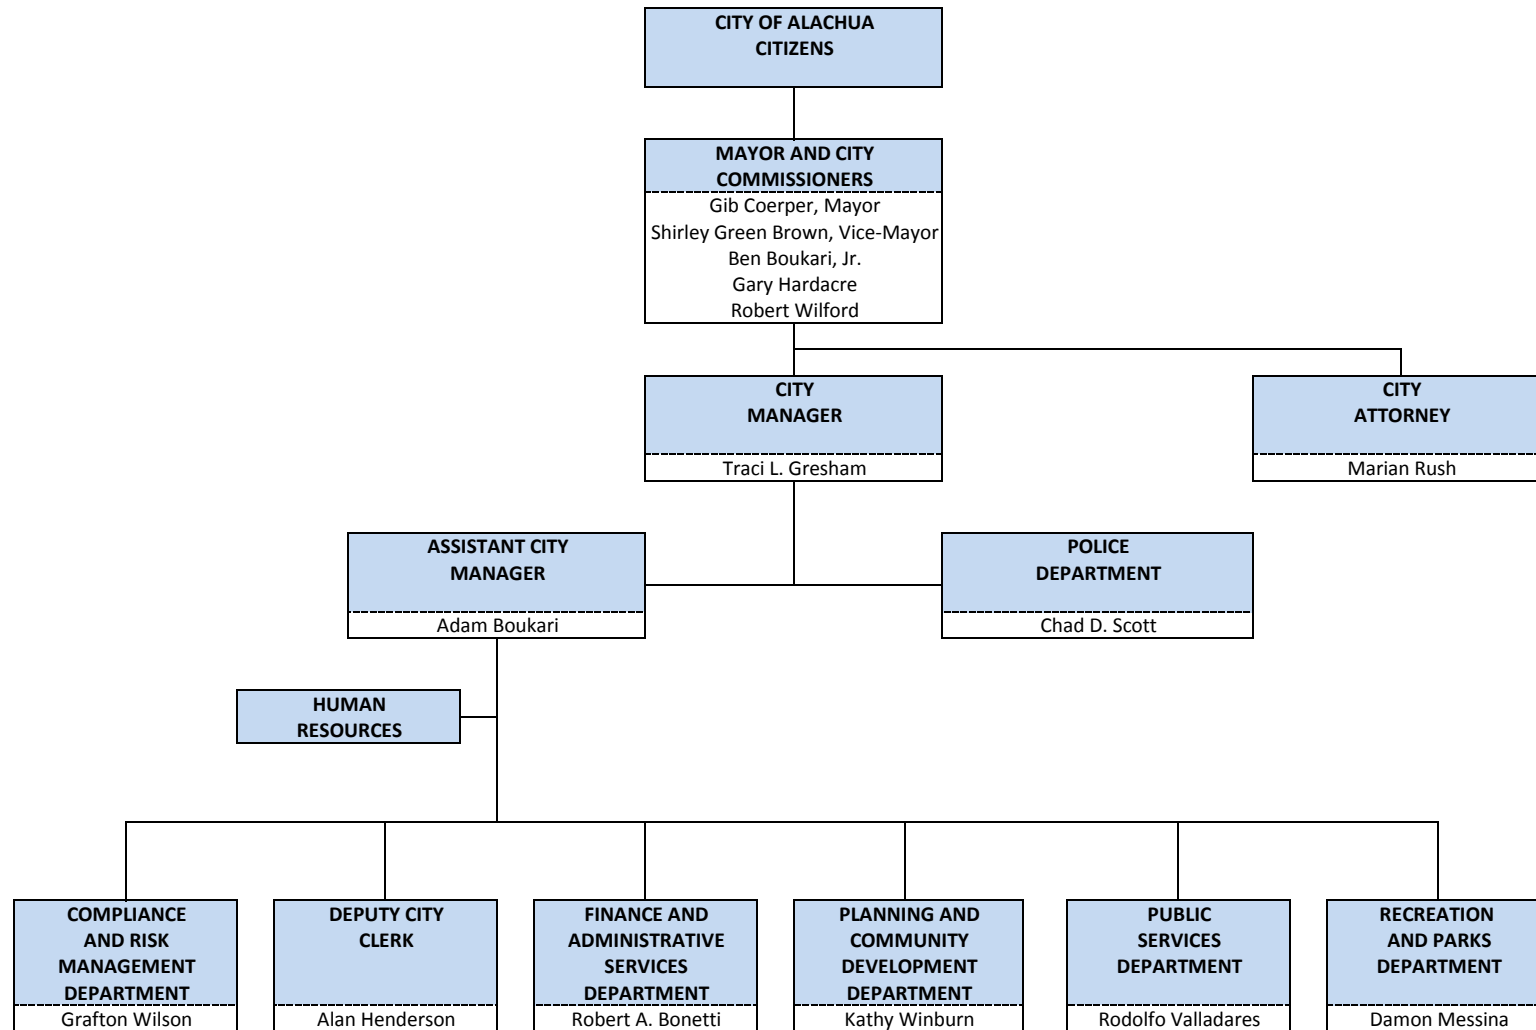 CITY OF ALACHUA
CITIZENS
MAYOR AND CITY
COMMISSIONERS
Gib Coerper, Mayor
Shirley Green Brown, Vice-Mayor
Ben Boukari, Jr.
Gary Hardacre
Robert Wilford
CITY
MANAGER
Traci L. Gresham
CITY
ATTORNEY
Marian Rush
ASSISTANT CITY
MANAGER
Adam Boukari
POLICE
DEPARTMENT
Chad D. Scott
HUMAN
RESOURCES
COMPLIANCE
AND RISK
MANAGEMENT
DEPARTMENT
Grafton Wilson
DEPUTY CITY
CLERK
Alan Henderson
FINANCE AND
ADMINISTRATIVE
SERVICES
DEPARTMENT
Robert A. Bonetti
PLANNING AND
COMMUNITY
DEVELOPMENT
DEPARTMENT
Kathy Winburn
PUBLIC
SERVICES
DEPARTMENT
Rodolfo Valladares
RECREATION
AND PARKS
DEPARTMENT
Damon Messina